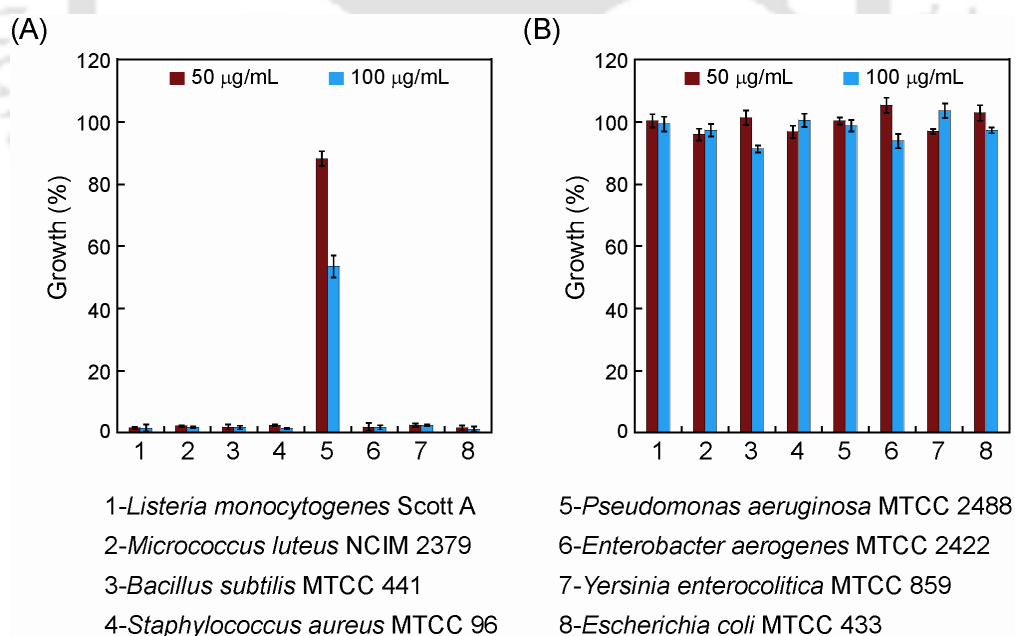 (A)
50 µg/mL 100 µg/mL
120
100
80
60
40
20
0
Growth (%)
1 2 3 4 5 6 7 8
(B)
50 µg/mL 100 µg/mL
120
100
80
60
40
20
0
Growth (%)
1 2 3 4 5 6 7 8
1-Listeria monocytogenes Scott A
2-Micrococcus luteus NCIM 2379
3-Bacillus subtilis MTCC 441
4-Staphylococcus aureus MTCC 96
5-Pseudomonas aeruginosa MTCC 2488
6-Enterobacter aerogenes MTCC 2422
7-Yersinia enterocolitica MTCC 859
8-Escherichia coli MTCC 433